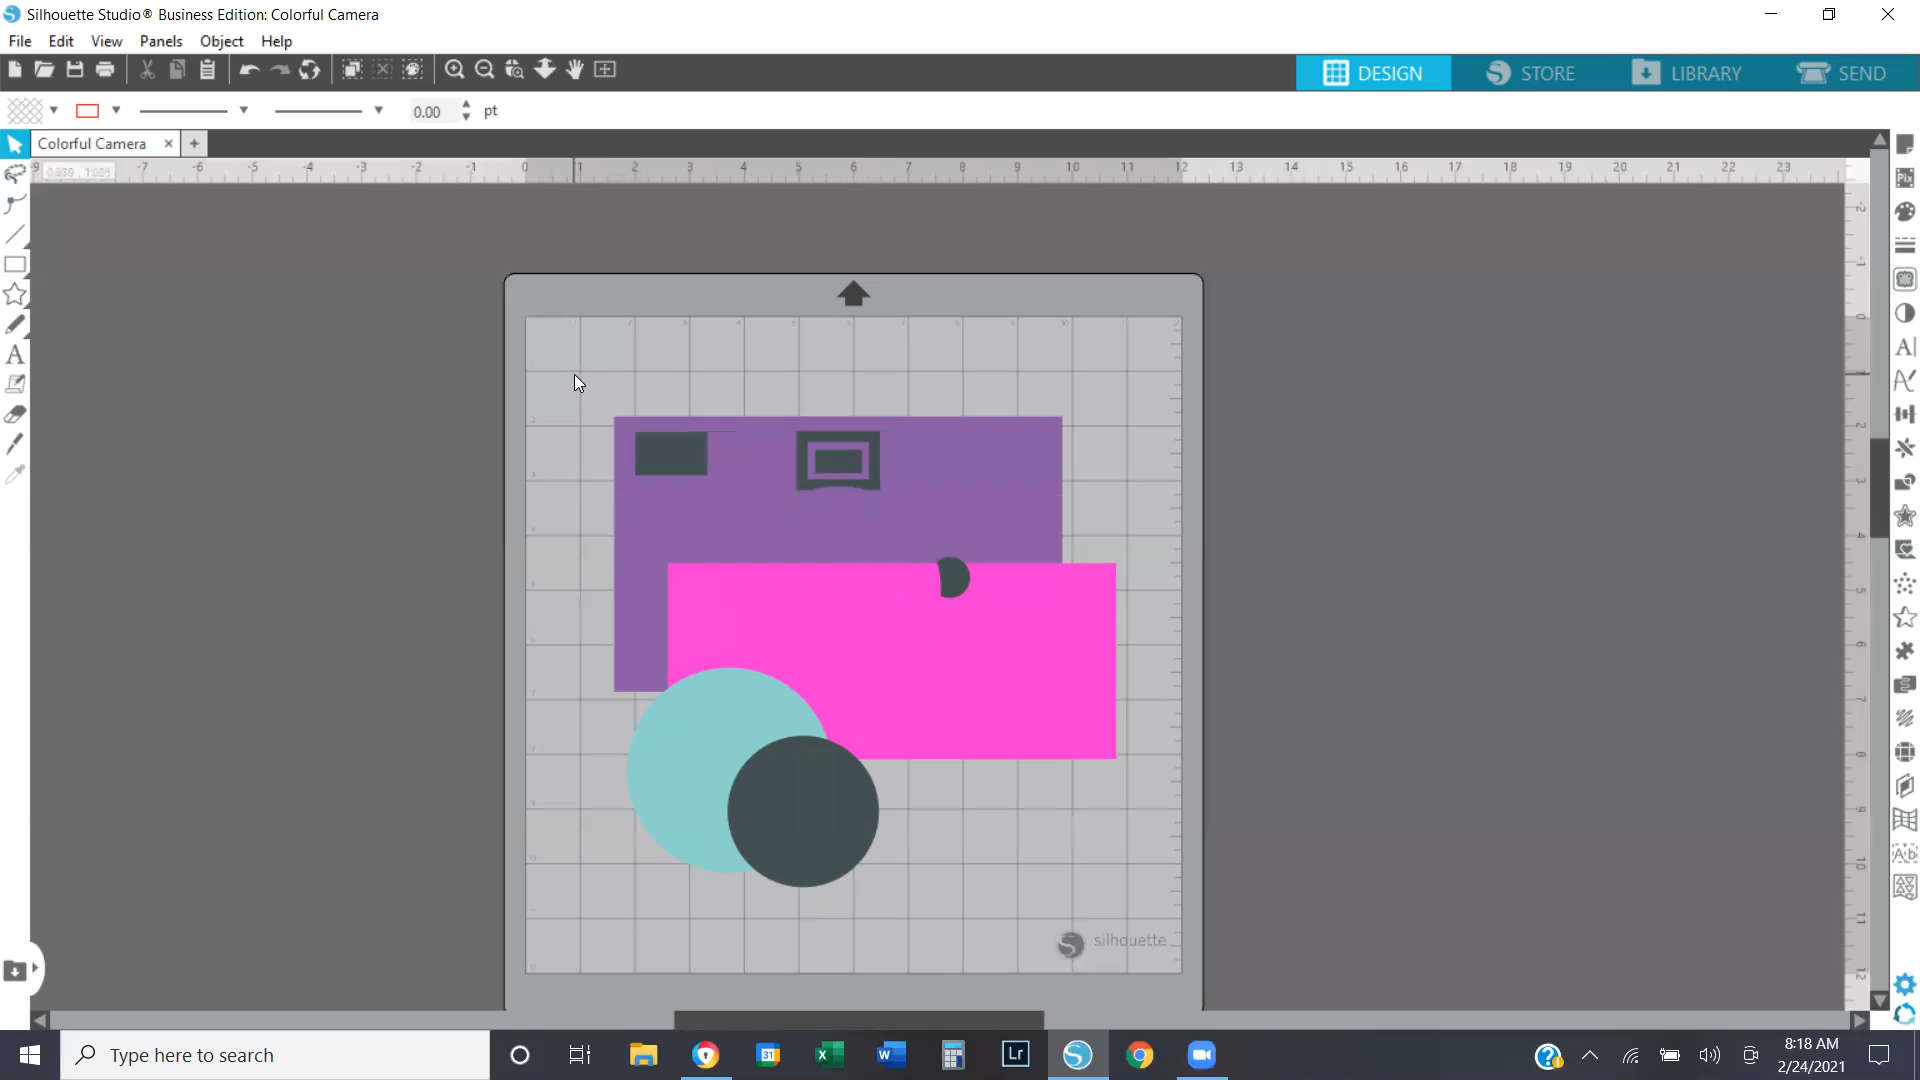 Silhouette Studio® Business Edition: Colorful Camera
File Edit View Panels Object Help
DESIGN STORE LIBRARY SEND
0.00 pt
Colorful Camera × +
-9 -7 -6 -5 -4 -3 -2 -1 0 1 2 3 4 5 6 7 8 9 10 11 12 13 14 15 16 17 18 19 20 21 22 23
silhouette
Type here to search
8:18 AM
2/24/2021